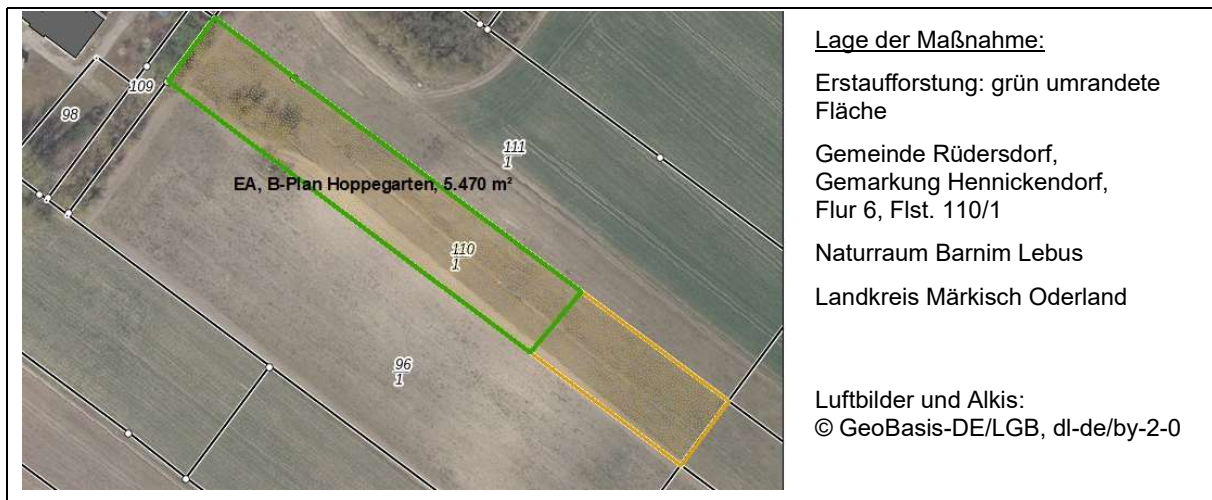 109
98
111
1
EA, B-Plan Hoppegarten, 5.470 m²
110
1
96
1
Lage der Maßnahme:
Erstaufforstung: grün umrandete
Fläche
Gemeinde Rüdersdorf,
Gemarkung Hennickendorf,
Flur 6, Flst. 110/1
Naturraum Barnim Lebus
Landkreis Märkisch Oderland
Luftbilder und Alkis:
© GeoBasis-DE/LGB, dl-de/by-2-0